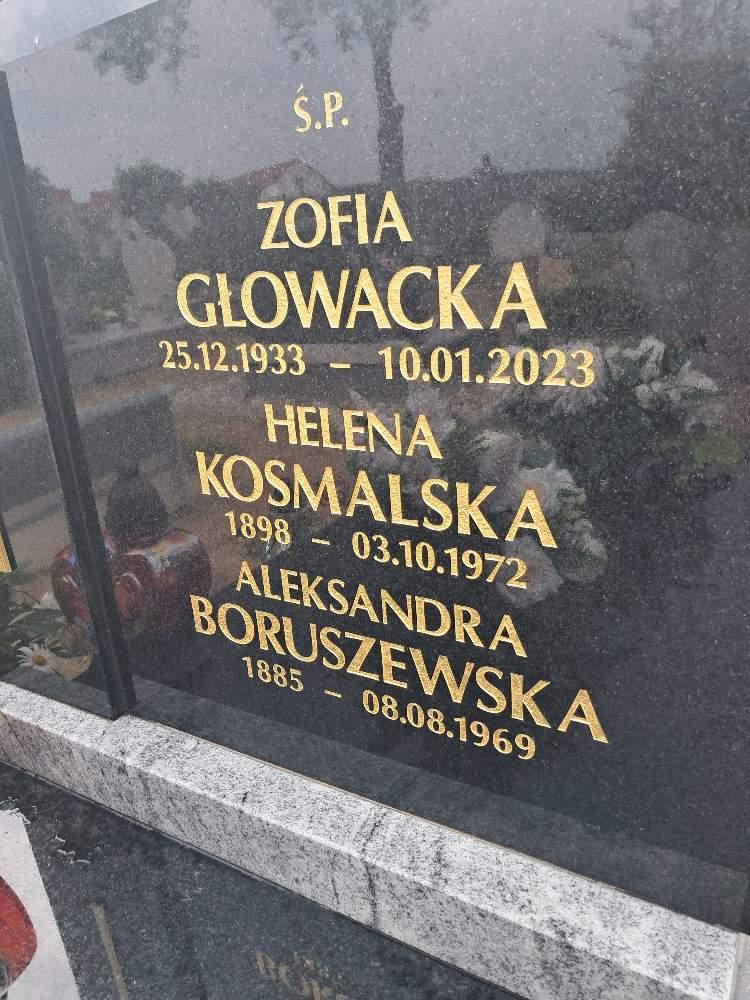 Ś.P.
ZOFIA
GŁOWACKA
25.12.1933 – 10.01.2023
HELENA
KOSMALSKA
1898 – 03.10.1972
ALEKSANDRA
BORUSZEWSKA
1885 – 08.08.1969